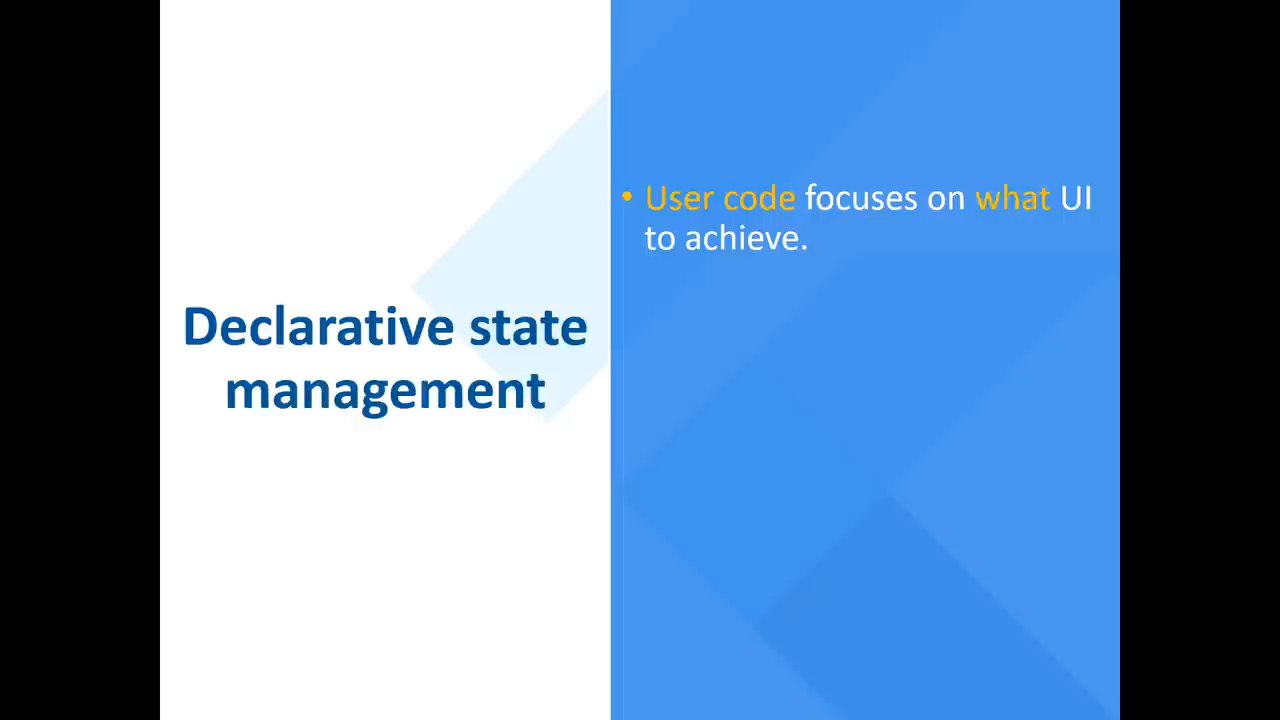 Declarative state
management
• User code focuses on what UI
to achieve.